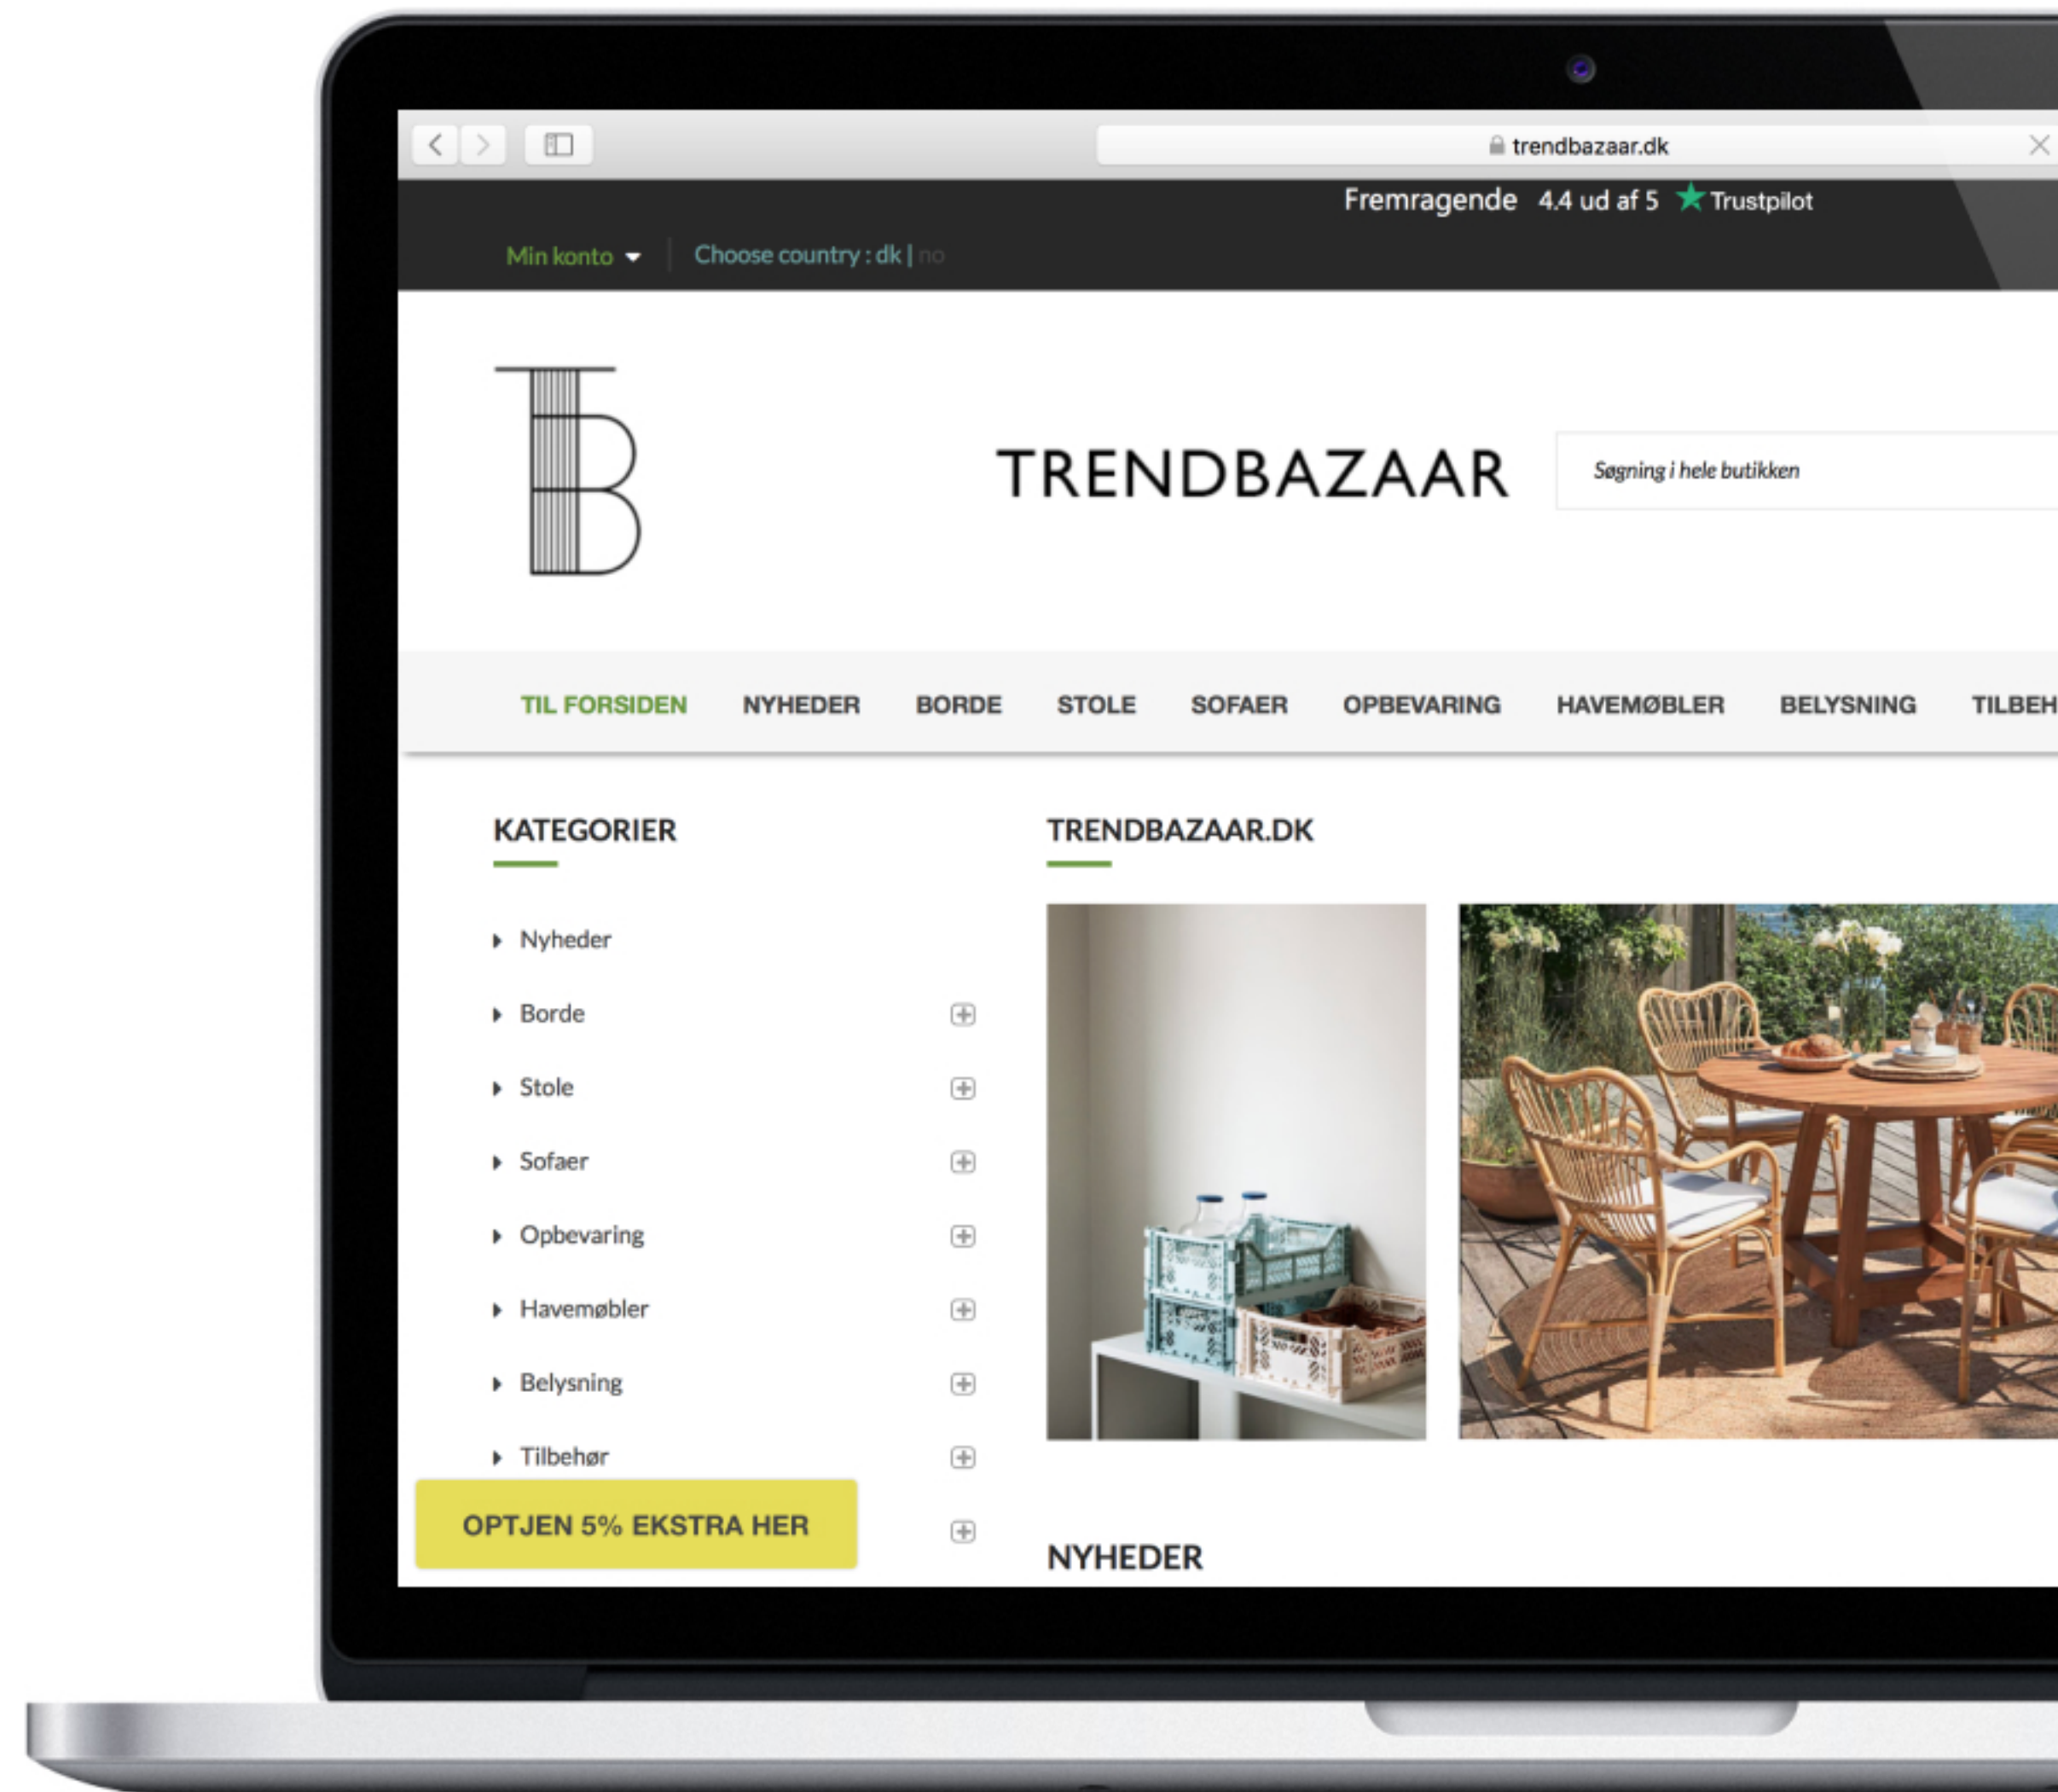 trendbazaar.dk
Fremragende 4.4 ud af 5 Trustpilot
Min konto Choose country : dk | no
TB
TRENDBAZAAR
Søgning i hele butikken
TIL FORSIDEN NYHEDER BORDE STOLE SOFAER OPBEVARING HAVEMØBLER BELYSNING TILBEH
KATEGORIER
Nyheder
Borde
Stole
Sofaer
Opbevaring
Havemøbler
Belysning
Tilbehør
OPTJEN 5% EKSTRA HER
TRENDBAZAAR.DK
NYHEDER